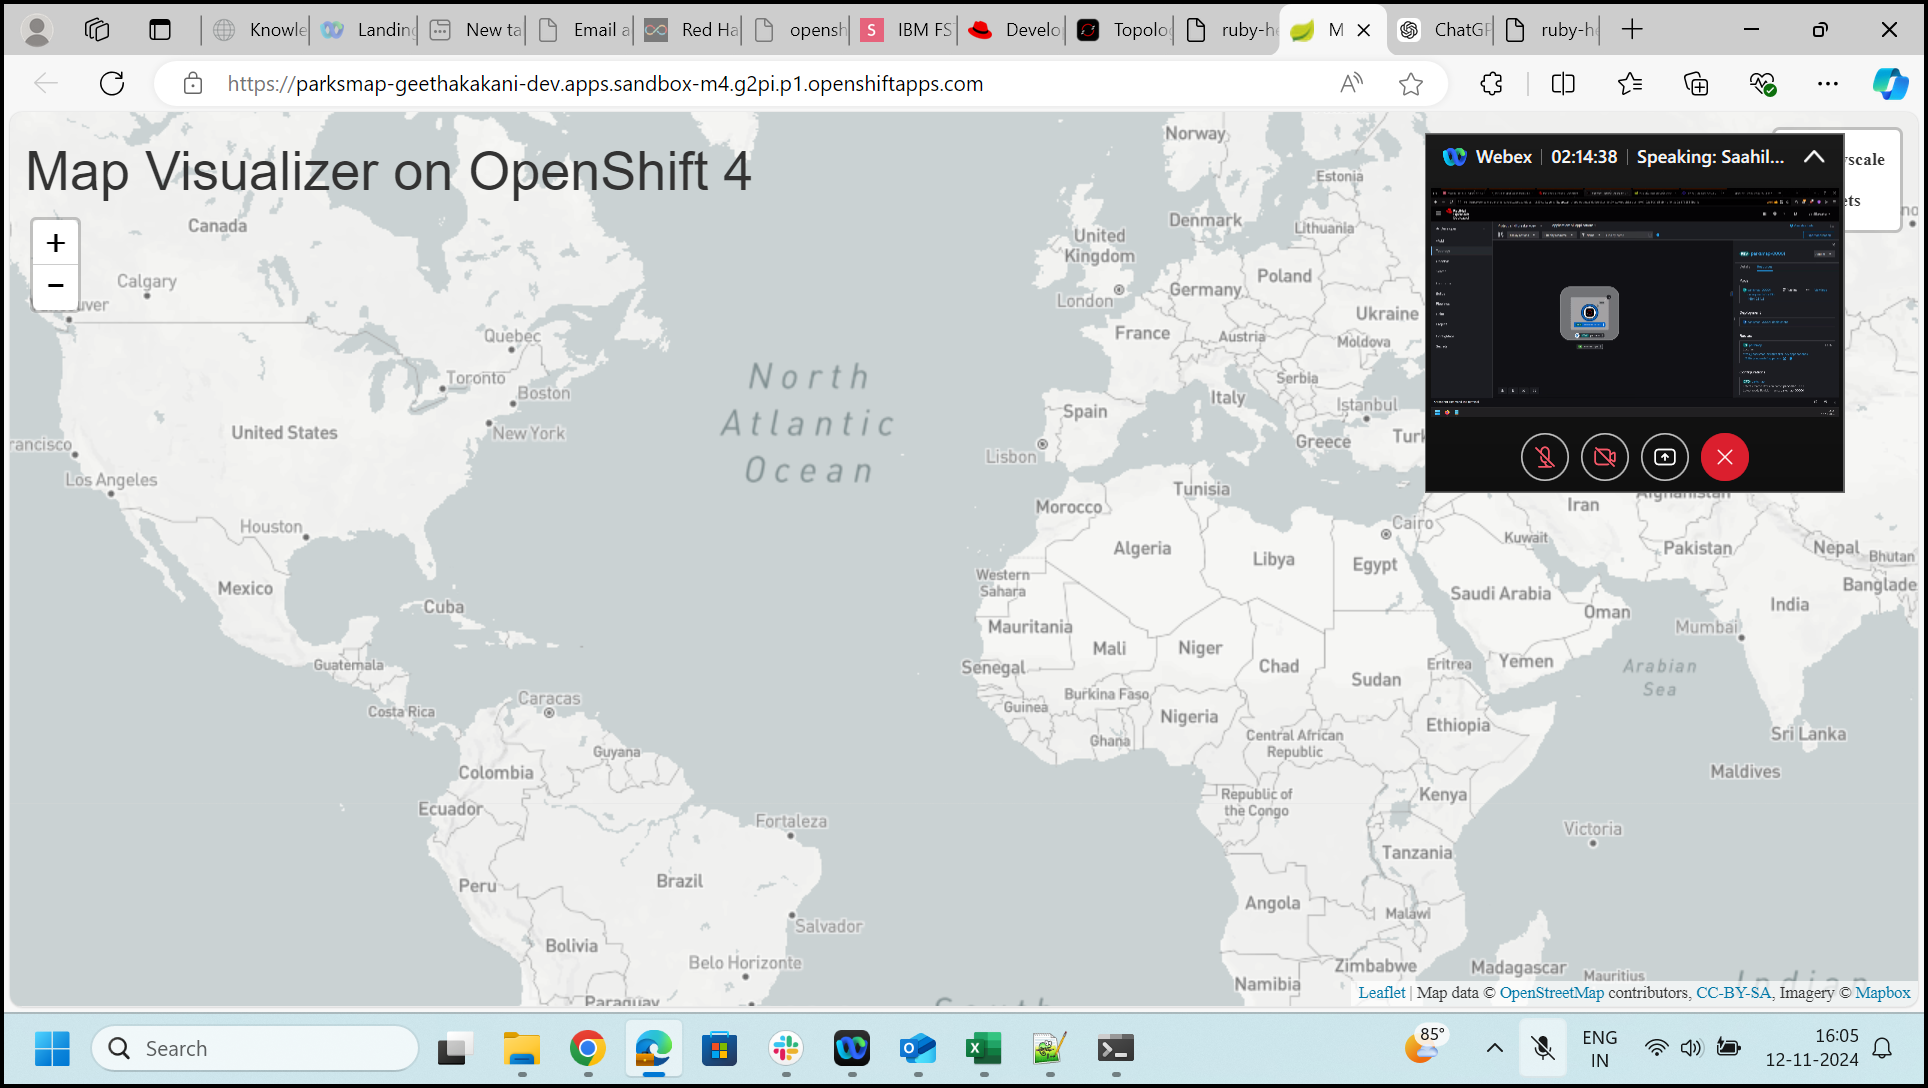 Knowle
Landing
New ta
Email a
Red Ha
opensh
S
IBM FS
Develo
Topolo
ruby-he
M
ChatGP
ruby-he
https://parksmap-geethakakani-dev.apps.sandbox-m4.g2pi.p1.openshiftapps.com
Map Visualizer on OpenShift 4
+
−
Webex
02:14:38
Speaking: Saahil...
scale
ts
Norway
Estonia
Denmark
Lithuania
United
Kingdom
Poland
London
Germany
Ukraine
France
Austria
Moldova
Serbia
Italy
Istanbul
Spain
Greece
Turk
Lisbon
Canada
Calgary
uver
Quebec
Toronto
Boston
New York
United States
rancisco
Los Angeles
Houston
Mexico
Cuba
Guatemala
Costa Rica
Caracas
Guyana
Colombia
Ecuador
Fortaleza
Peru
Brazil
Salvador
Bolivia
Belo Horizonte
Paraguay
North
Atlantic
Ocean
South
Tunisia
Morocco
Algeria
Libya
Cairo
Egypt
Western
Sahara
Mauritania
Mali
Niger
Chad
Sudan
Senegal
Burkina Faso
Guinea
Ghana
Nigeria
Central African
Republic
Eritrea
Yemen
Ethiopia
Republic of
the Congo
Kenya
Tanzania
Angola
Malawi
Zimbabwe
Namibia
Madagascar
Mauritius
Iran
Afghanistan
Kuwait
Pakistan
Nepal
Bhutan
Banglade
Saudi Arabia
Oman
India
Mumbai
Arabian
Sea
Sri Lanka
Maldives
Victoria
Indian
Leaflet | Map data © OpenStreetMap contributors, CC-BY-SA, Imagery © Mapbox
Search
85°
ENG
IN
16:05
12-11-2024